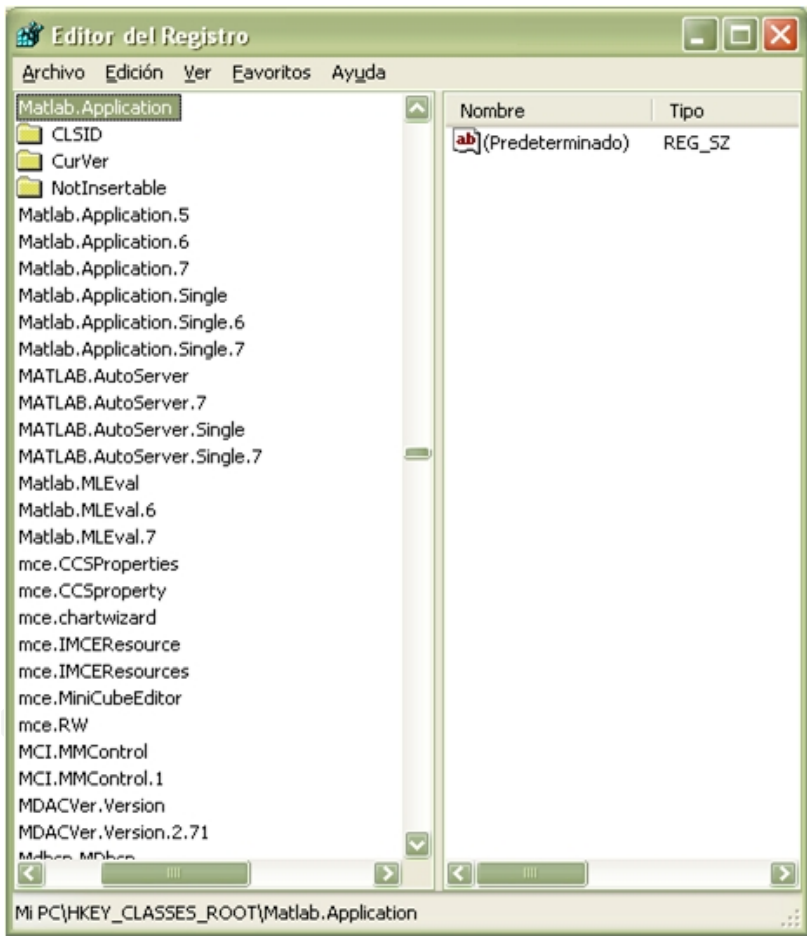 Editor del Registro
Archivo Edición Ver Favoritos Ayuda
Matlab.Application
CLSID
CurVer
NotInsertable
Matlab.Application.5
Matlab.Application.6
Matlab.Application.7
Matlab.Application.Single
Matlab.Application.Single.6
Matlab.Application.Single.7
MATLAB.AutoServer
MATLAB.AutoServer.7
MATLAB.AutoServer.Single
MATLAB.AutoServer.Single.7
Matlab.MLEval
Matlab.MLEval.6
Matlab.MLEval.7
mce.CCSProperties
mce.CCSproperty
mce.chartwizard
mce.IMCEResource
mce.IMCEResources
mce.MiniCubeEditor
mce.RW
MCI.MMControl
MCI.MMControl.1
MDACVer.Version
MDACVer.Version.2.71
Nombre Tipo
ab (Predeterminado) REG_SZ
Mi PC\HKEY_CLASSES_ROOT\Matlab.Application